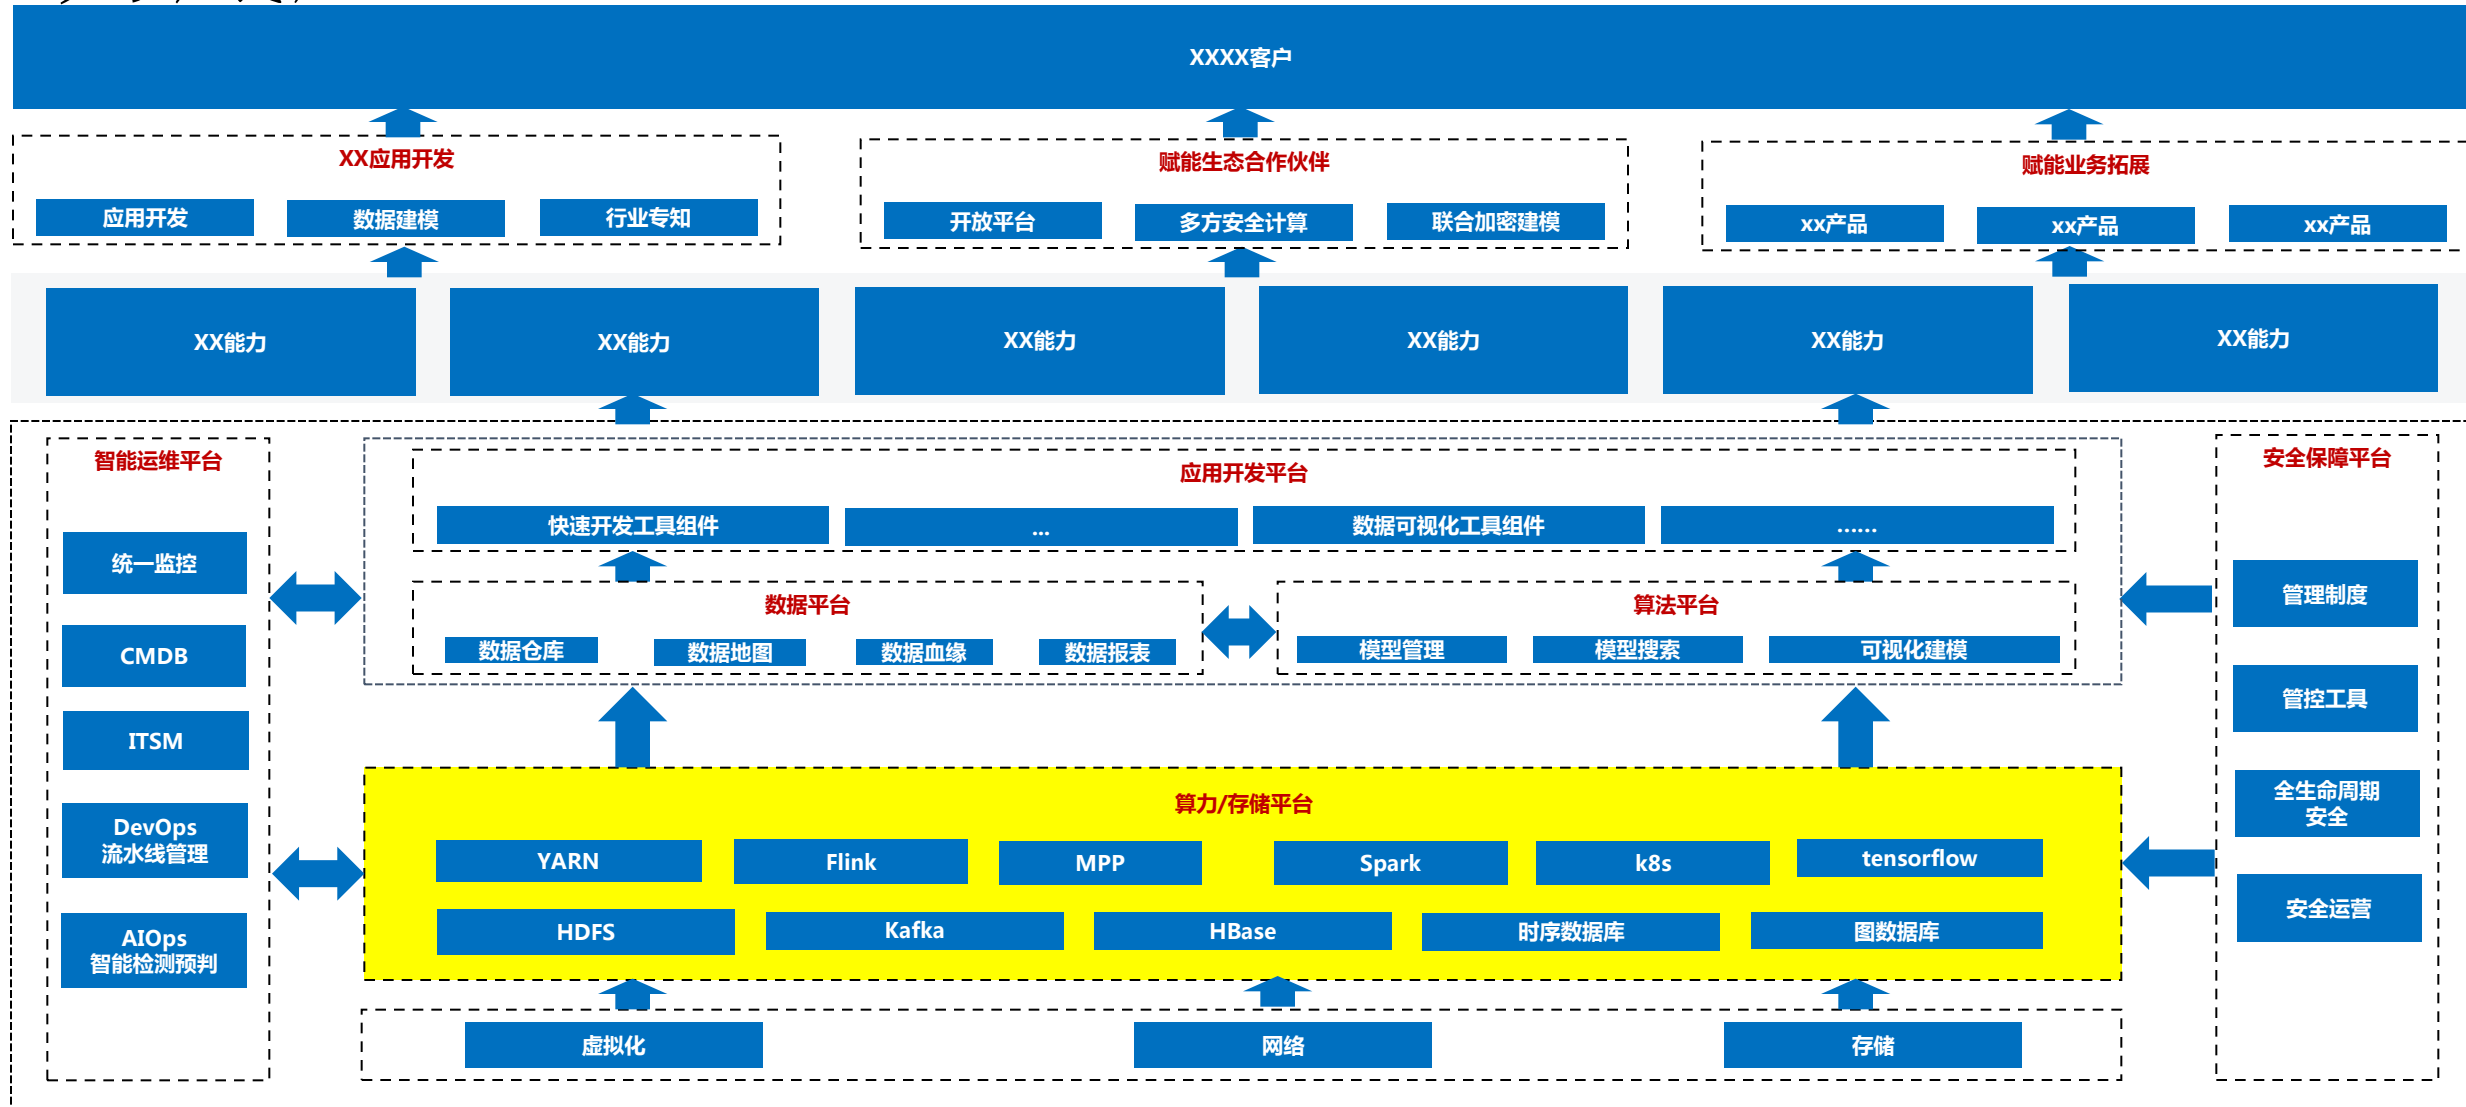 XXXX客户
XX应用开发
应用开发
数据建模
行业专知
赋能生态合作伙伴
开放平台
多方安全计算
联合加密建模
赋能业务拓展
xx产品
xx产品
xx产品
XX能力
XX能力
XX能力
XX能力
XX能力
XX能力
智能运维平台
统一监控
CMDB
ITSM
DevOps
流水线管理
AIOps
智能检测预判
应用开发平台
快速开发工具组件
...
数据可视化工具组件
......
数据平台
数据仓库
数据地图
数据血缘
数据报表
算法平台
模型管理
模型搜索
可视化建模
算力/存储平台
YARN
Flink
MPP
Spark
k8s
tensorflow
HDFS
Kafka
HBase
时序数据库
图数据库
虚拟化
网络
存储
安全保障平台
管理制度
管控工具
全生命周期
安全
安全运营